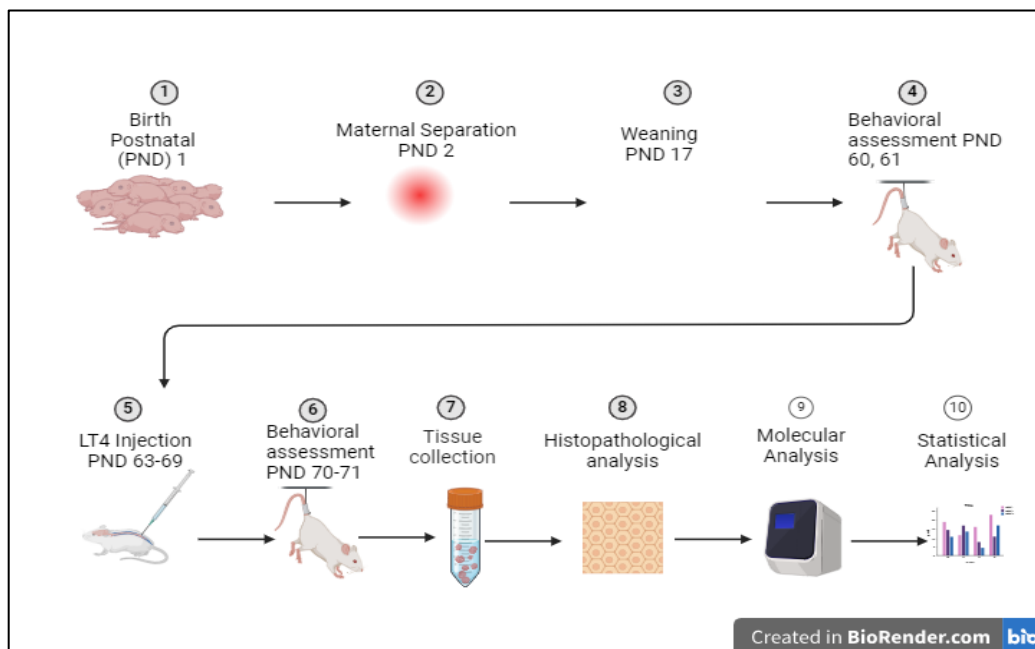 1
Birth
Postnatal
(PND) 1
2
Maternal Separation
PND 2
3
Weaning
PND 17
4
Behavioral
assessment PND
60, 61
5
LT4 Injection
PND 63-69
6
Behavioral
assessment
PND 70-71
7
Tissue
collection
8
Histopathological
analysis
9
Molecular
Analysis
10
Statistical
Analysis
Created in BioRender.com bio